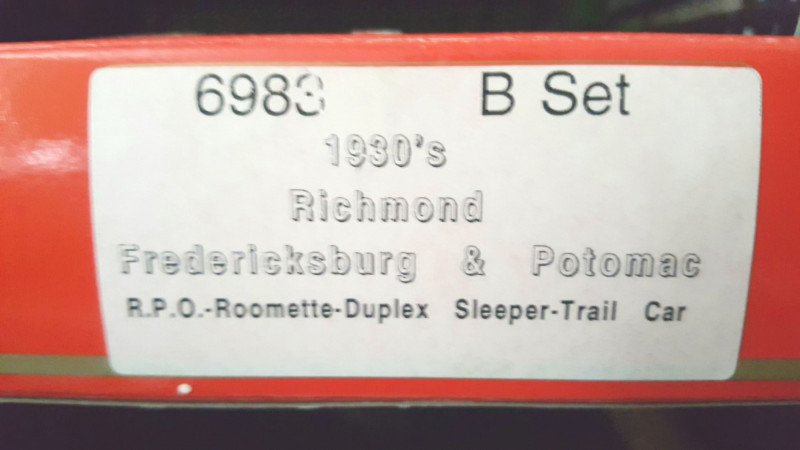 6983 B Set
1930's
Richmond
Fredericksburg & Potomac
R.P.O.-Roomette-Duplex Sleeper-Trail Car